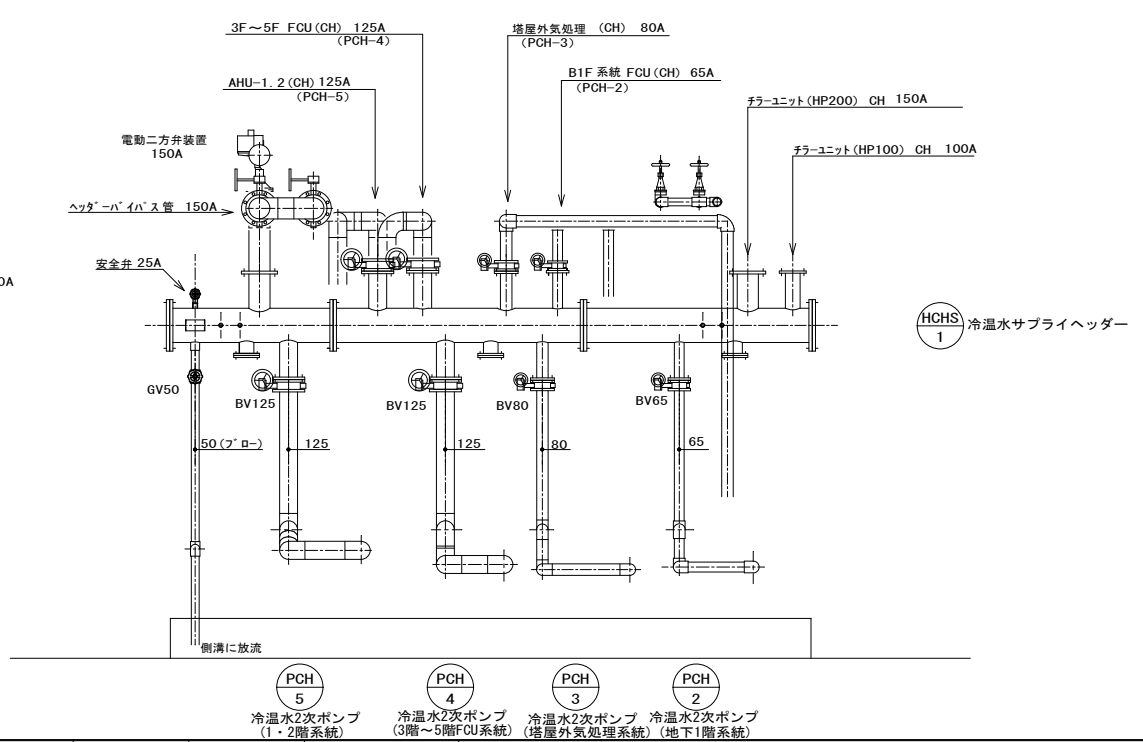 3F～5F FCU(CH) 125A
(PCH-4)
塔屋外気処理 (CH) 80A
(PCH-3)
AHU-1.2(CH)125A
(PCH-5)
B1F系統 FCU(CH) 65A
(PCH-2)
チラーユニット(HP200) CH 150A
チラーユニット(HP100) CH 100A
電動二方弁装置
150A
ヘッダーバイパス管 150A
安全弁 25A
0A
HCHS
1
冷温水サプライヘッダー
GV50
BV125
BV125
BV80
BV65
50(ブロー)
125
125
80
65
側溝に放流
PCH
5
冷温水2次ポンプ
(1・2階系統)
PCH
4
冷温水2次ポンプ
(3階～5階FCU系統)
PCH
3
冷温水2次ポンプ
(塔屋外気処理系統)
PCH
2
冷温水2次ポンプ
(地下1階系統)